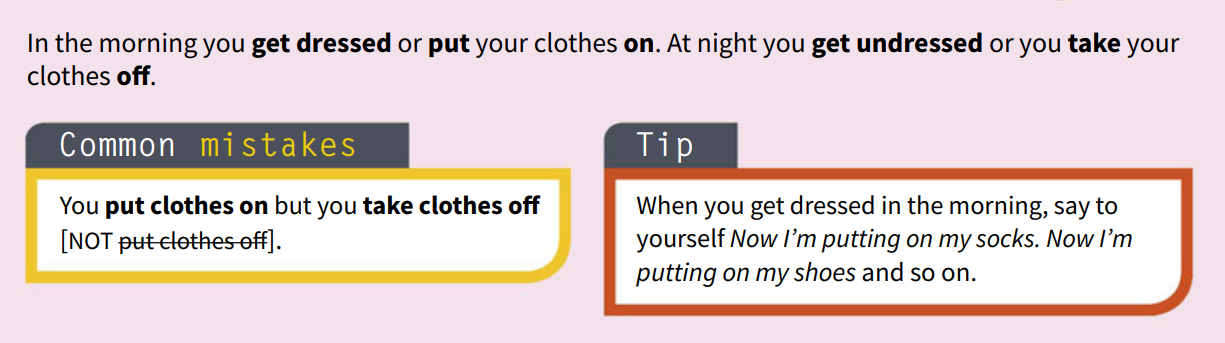 In the morning you get dressed or put your clothes on. At night you get undressed or you take your
clothes off.
Common mistakes
You put clothes on but you take clothes off
[NOT put clothes off].
Tip
When you get dressed in the morning, say to
yourself Now I'm putting on my socks. Now I'm
putting on my shoes and so on.